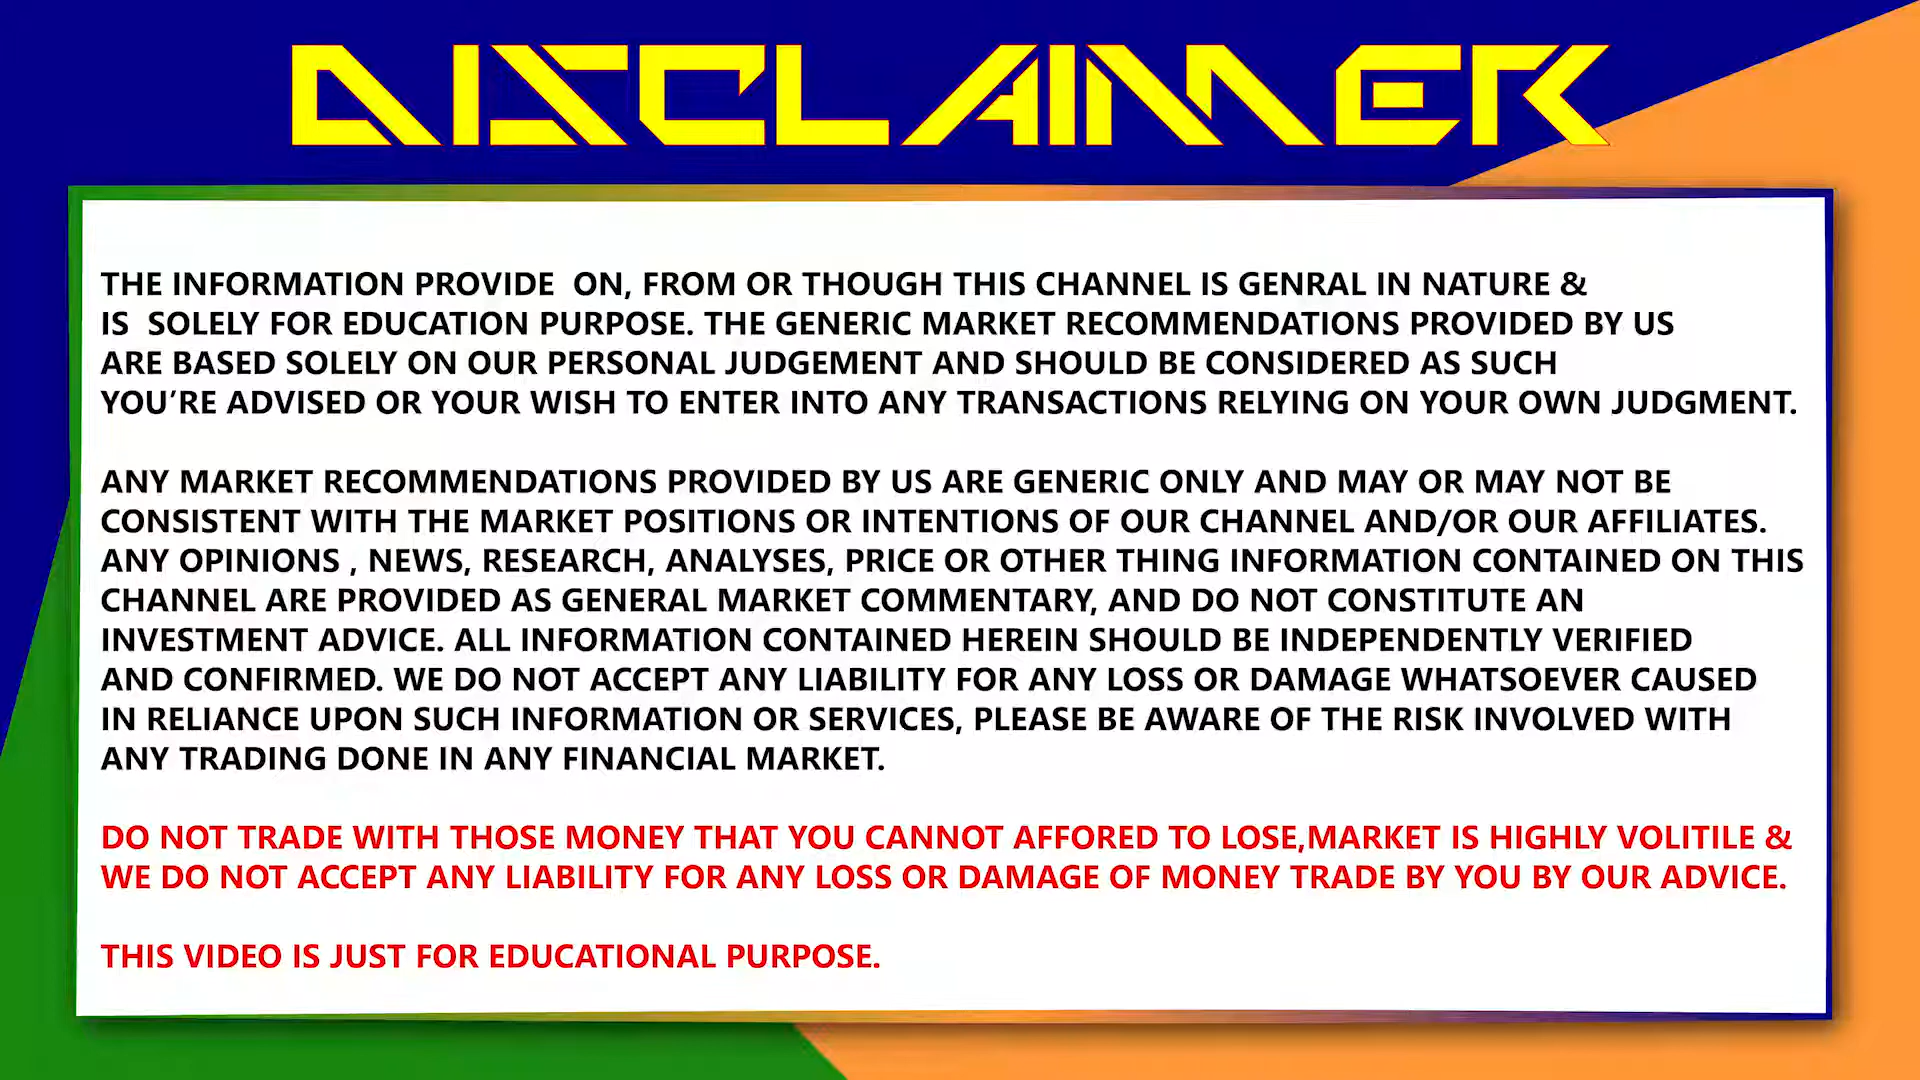 DISCLAIMER
THE INFORMATION PROVIDE  ON, FROM OR THOUGH THIS CHANNEL IS GENRAL IN NATURE &
IS  SOLELY FOR EDUCATION PURPOSE. THE GENERIC MARKET RECOMMENDATIONS PROVIDED BY US
ARE BASED SOLELY ON OUR PERSONAL JUDGEMENT AND SHOULD BE CONSIDERED AS SUCH
YOU’RE ADVISED OR YOUR WISH TO ENTER INTO ANY TRANSACTIONS RELYING ON YOUR OWN JUDGMENT.
ANY MARKET RECOMMENDATIONS PROVIDED BY US ARE GENERIC ONLY AND MAY OR MAY NOT BE
CONSISTENT WITH THE MARKET POSITIONS OR INTENTIONS OF OUR CHANNEL AND/OR OUR AFFILIATES.
ANY OPINIONS , NEWS, RESEARCH, ANALYSES, PRICE OR OTHER THING INFORMATION CONTAINED ON THIS
CHANNEL ARE PROVIDED AS GENERAL MARKET COMMENTARY, AND DO NOT CONSTITUTE AN
INVESTMENT ADVICE. ALL INFORMATION CONTAINED HEREIN SHOULD BE INDEPENDENTLY VERIFIED
AND CONFIRMED. WE DO NOT ACCEPT ANY LIABILITY FOR ANY LOSS OR DAMAGE WHATSOEVER CAUSED
IN RELIANCE UPON SUCH INFORMATION OR SERVICES, PLEASE BE AWARE OF THE RISK INVOLVED WITH
ANY TRADING DONE IN ANY FINANCIAL MARKET.
DO NOT TRADE WITH THOSE MONEY THAT YOU CANNOT AFFORED TO LOSE,MARKET IS HIGHLY VOLITILE &
WE DO NOT ACCEPT ANY LIABILITY FOR ANY LOSS OR DAMAGE OF MONEY TRADE BY YOU BY OUR ADVICE.
THIS VIDEO IS JUST FOR EDUCATIONAL PURPOSE.